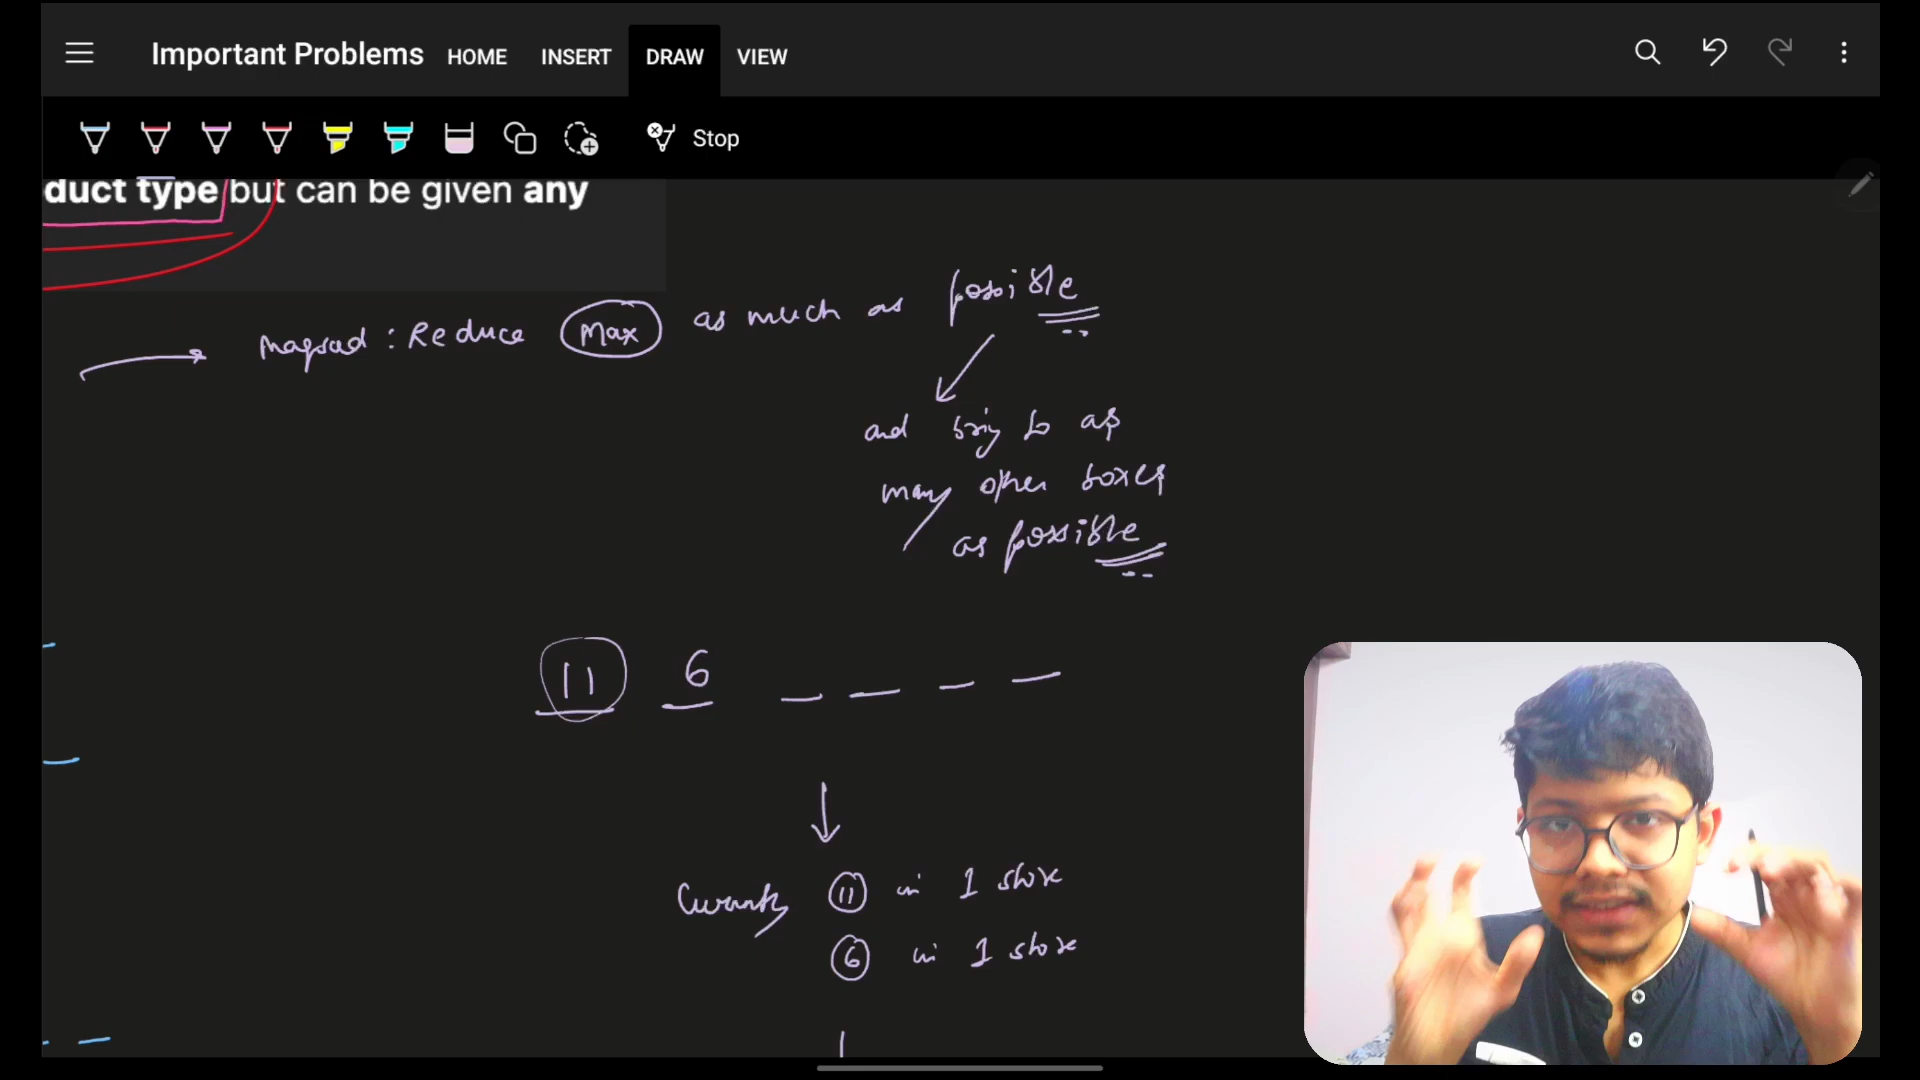 Important Problems HOME INSERT DRAW VIEW
Stop
duct type but can be given any
maqsad : Reduce Max as much as possible
and bring to as
many other boxes
as possible
11 6
Currently 11 in 1 store
6 in 1 store